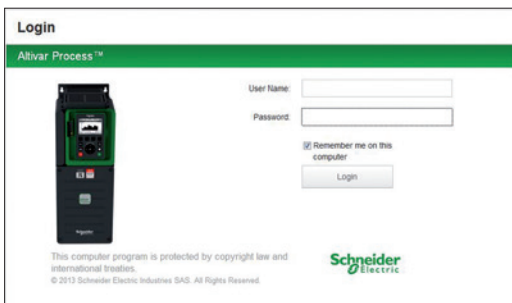 Login
Altivar Process™
User Name:
Password:
Remember me on this
computer
Login
This computer program is protected by copyright law and
international treaties.
© 2013 Schneider Electric Industries SAS. All Rights Reserved.
Schneider
Electric